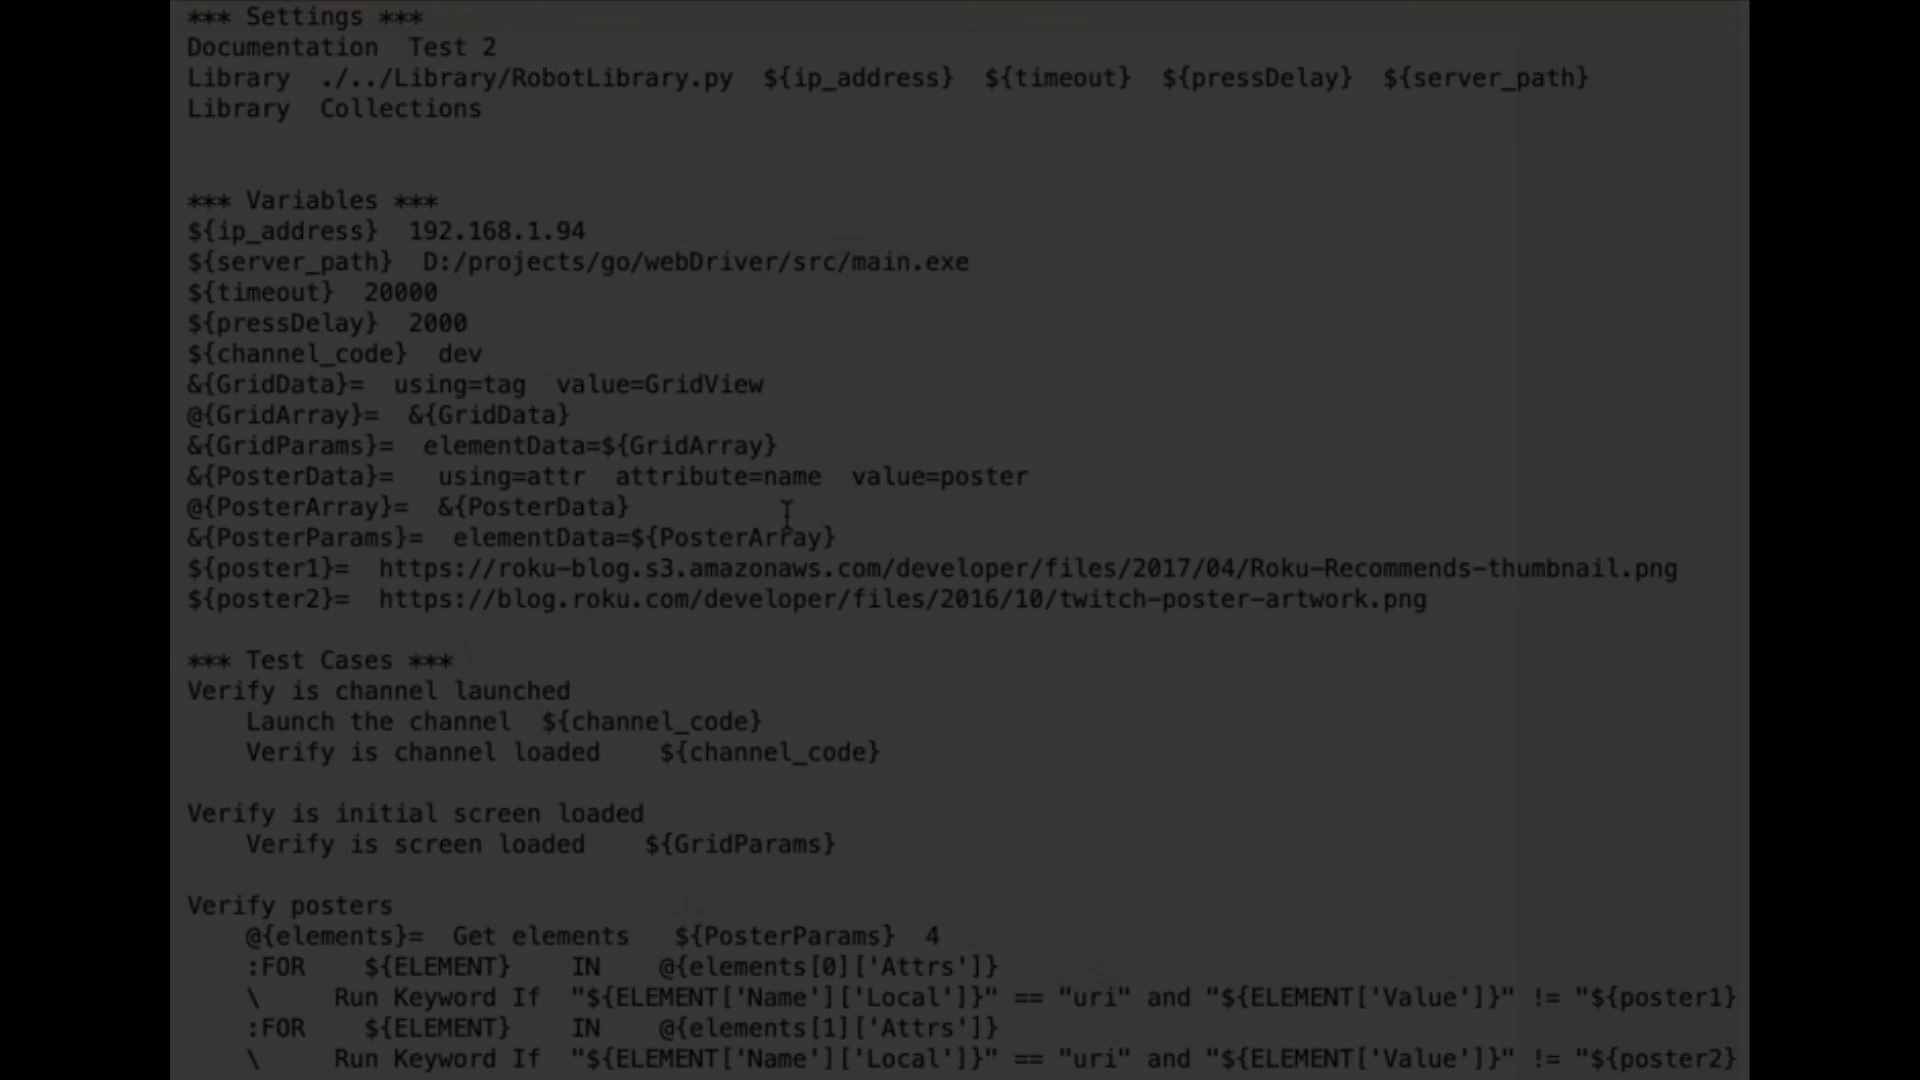 *** Settings ***
Documentation  Test 2
Library  ./../Library/RobotLibrary.py  ${ip_address}  ${timeout}  ${pressDelay}  ${server_path}
Library  Collections
*** Variables ***
${ip_address}  192.168.1.94
${server_path}  D:/projects/go/webDriver/src/main.exe
${timeout}  20000
${pressDelay}  2000
${channel_code}  dev
&{GridData}=  using=tag  value=GridView
@{GridArray}=  &{GridData}
&{GridParams}=  elementData=${GridArray}
&{PosterData}=   using=attr  attribute=name  value=poster
@{PosterArray}=  &{PosterData}
&{PosterParams}=  elementData=${PosterArray}
${poster1}=  https://roku-blog.s3.amazonaws.com/developer/files/2017/04/Roku-Recommends-thumbnail.png
${poster2}=  https://blog.roku.com/developer/files/2016/10/twitch-poster-artwork.png
*** Test Cases ***
Verify is channel launched
    Launch the channel  ${channel_code}
    Verify is channel loaded    ${channel_code}
Verify is initial screen loaded
    Verify is screen loaded    ${GridParams}
Verify posters
    @{elements}=  Get elements   ${PosterParams}  4
    :FOR    ${ELEMENT}    IN    @{elements[0]['Attrs']}
    \     Run Keyword If  "${ELEMENT['Name']['Local']}" == "uri" and "${ELEMENT['Value']}" != "${poster1}
    :FOR    ${ELEMENT}    IN    @{elements[1]['Attrs']}
    \     Run Keyword If  "${ELEMENT['Name']['Local']}" == "uri" and "${ELEMENT['Value']}" != "${poster2}